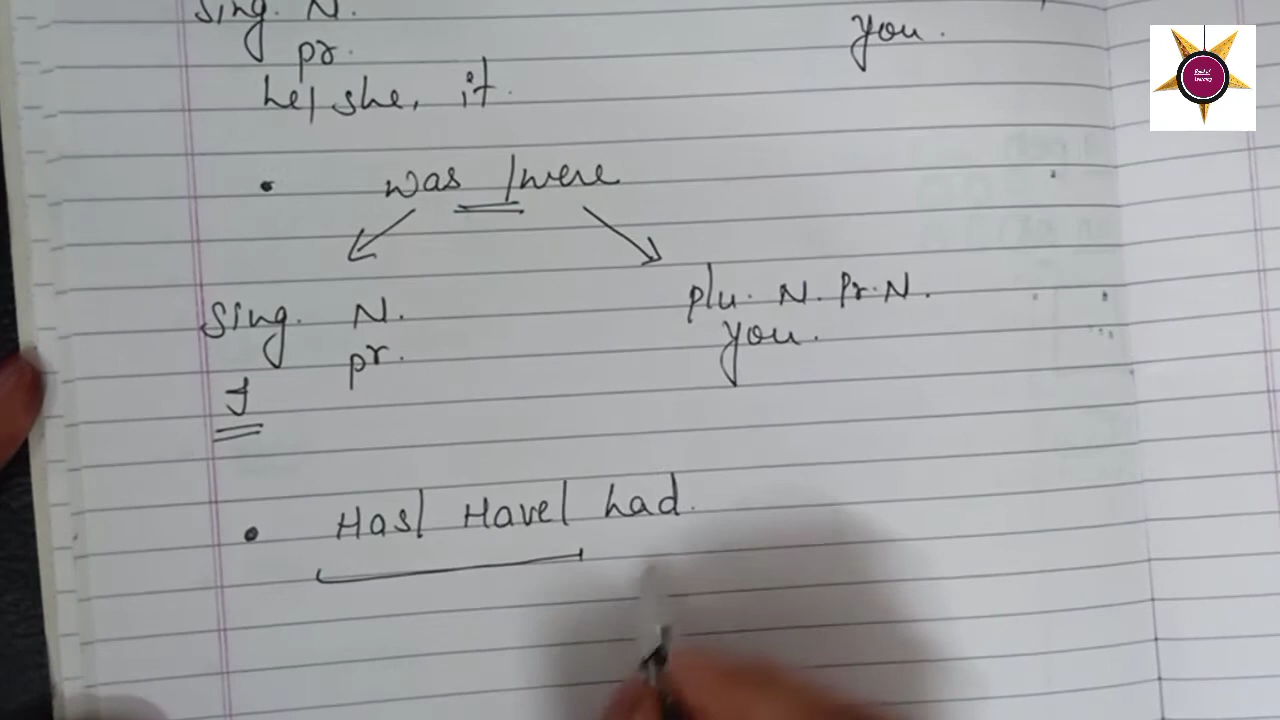 Sing. N.
pr.
you.
he/she, it.
• was /were
Sing. N.
pr.
I
plu. N. Pr. N.
you.
• Has/ Have/ had.